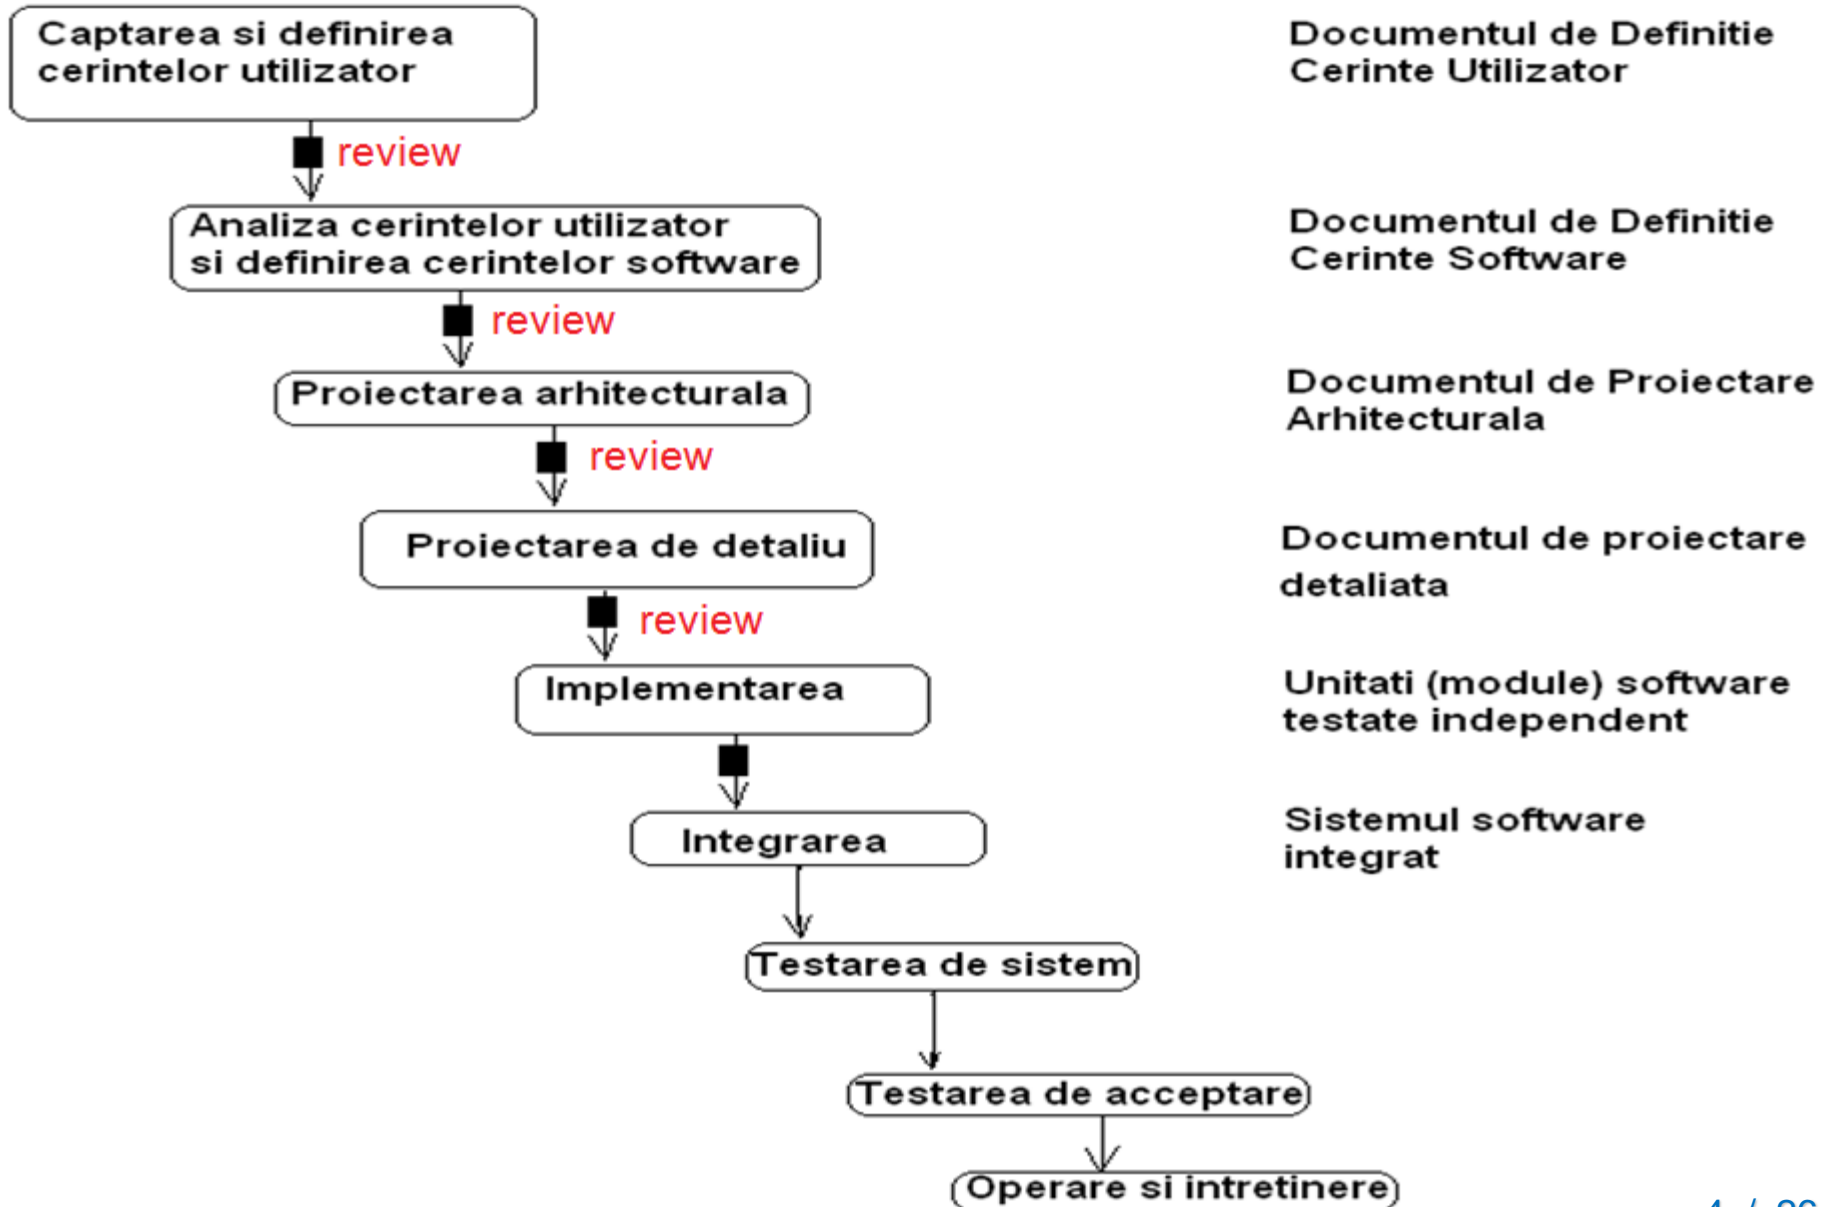 Captarea si definirea
cerintelor utilizator
Documentul de Definitie
Cerinte Utilizator
review
Analiza cerintelor utilizator
si definirea cerintelor software
Documentul de Definitie
Cerinte Software
review
Proiectarea arhitecturala
Documentul de Proiectare
Arhitecturala
review
Proiectarea de detaliu
Documentul de proiectare
detaliata
review
Implementarea
Unitati (module) software
testate independent
Integrarea
Sistemul software
integrat
Testarea de sistem
Testarea de acceptare
Operare si intretinere